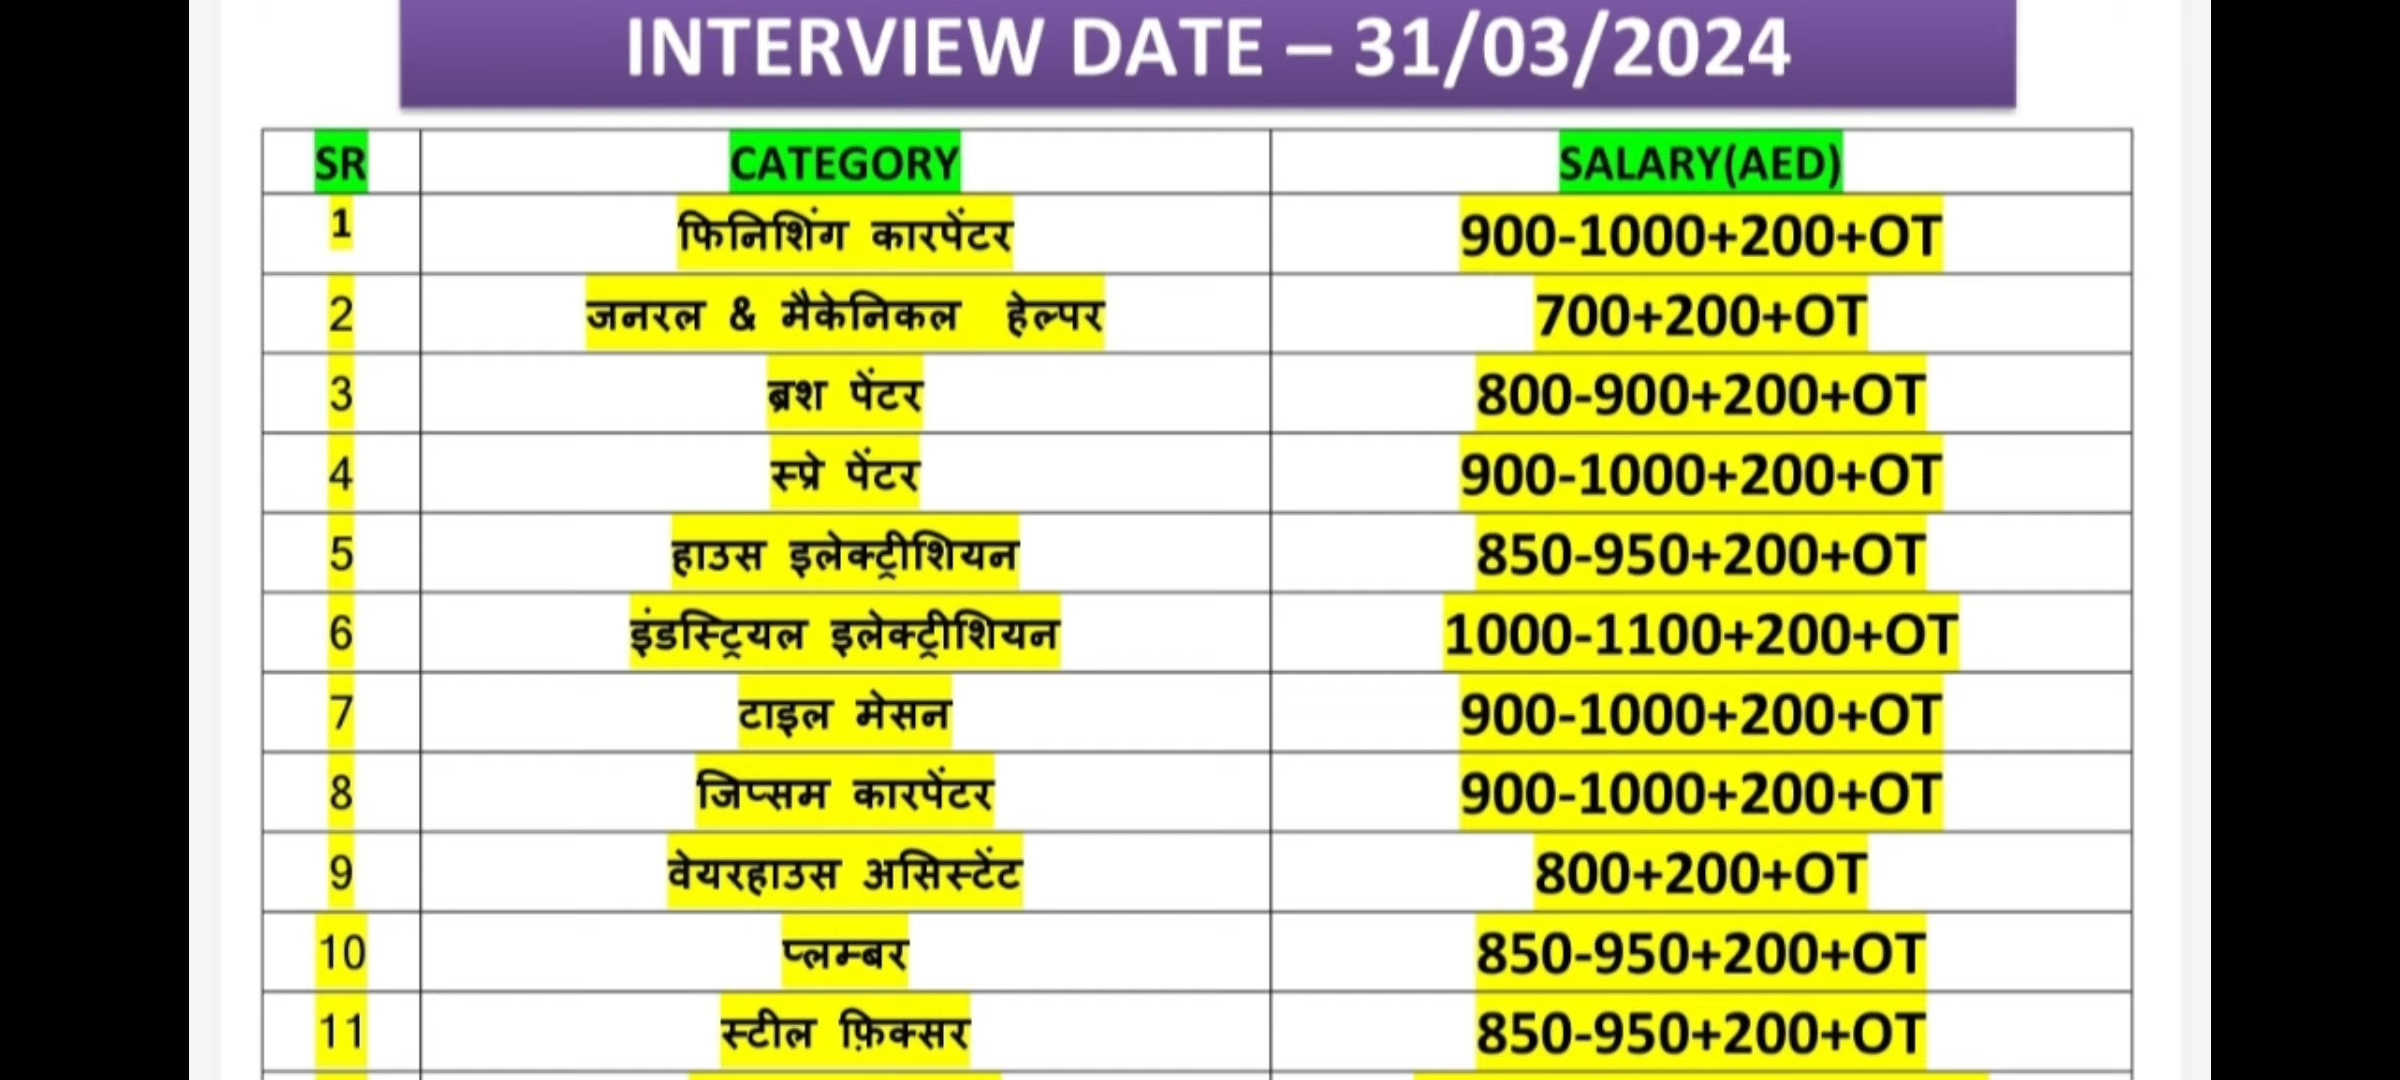 INTERVIEW DATE – 31/03/2024
SR CATEGORY SALARY(AED)
1 फिनिशिंग कारपेंटर 900-1000+200+OT
2 जनरल & मैकेनिकल हेल्पर 700+200+OT
3 ब्रश पेंटर 800-900+200+OT
4 स्प्रे पेंटर 900-1000+200+OT
5 हाउस इलेक्ट्रीशियन 850-950+200+OT
6 इंडस्ट्रियल इलेक्ट्रीशियन 1000-1100+200+OT
7 टाइल मेसन 900-1000+200+OT
8 जिप्सम कारपेंटर 900-1000+200+OT
9 वेयरहाउस असिस्टेंट 800+200+OT
10 प्लम्बर 850-950+200+OT
11 स्टील फ़िक्सर 850-950+200+OT